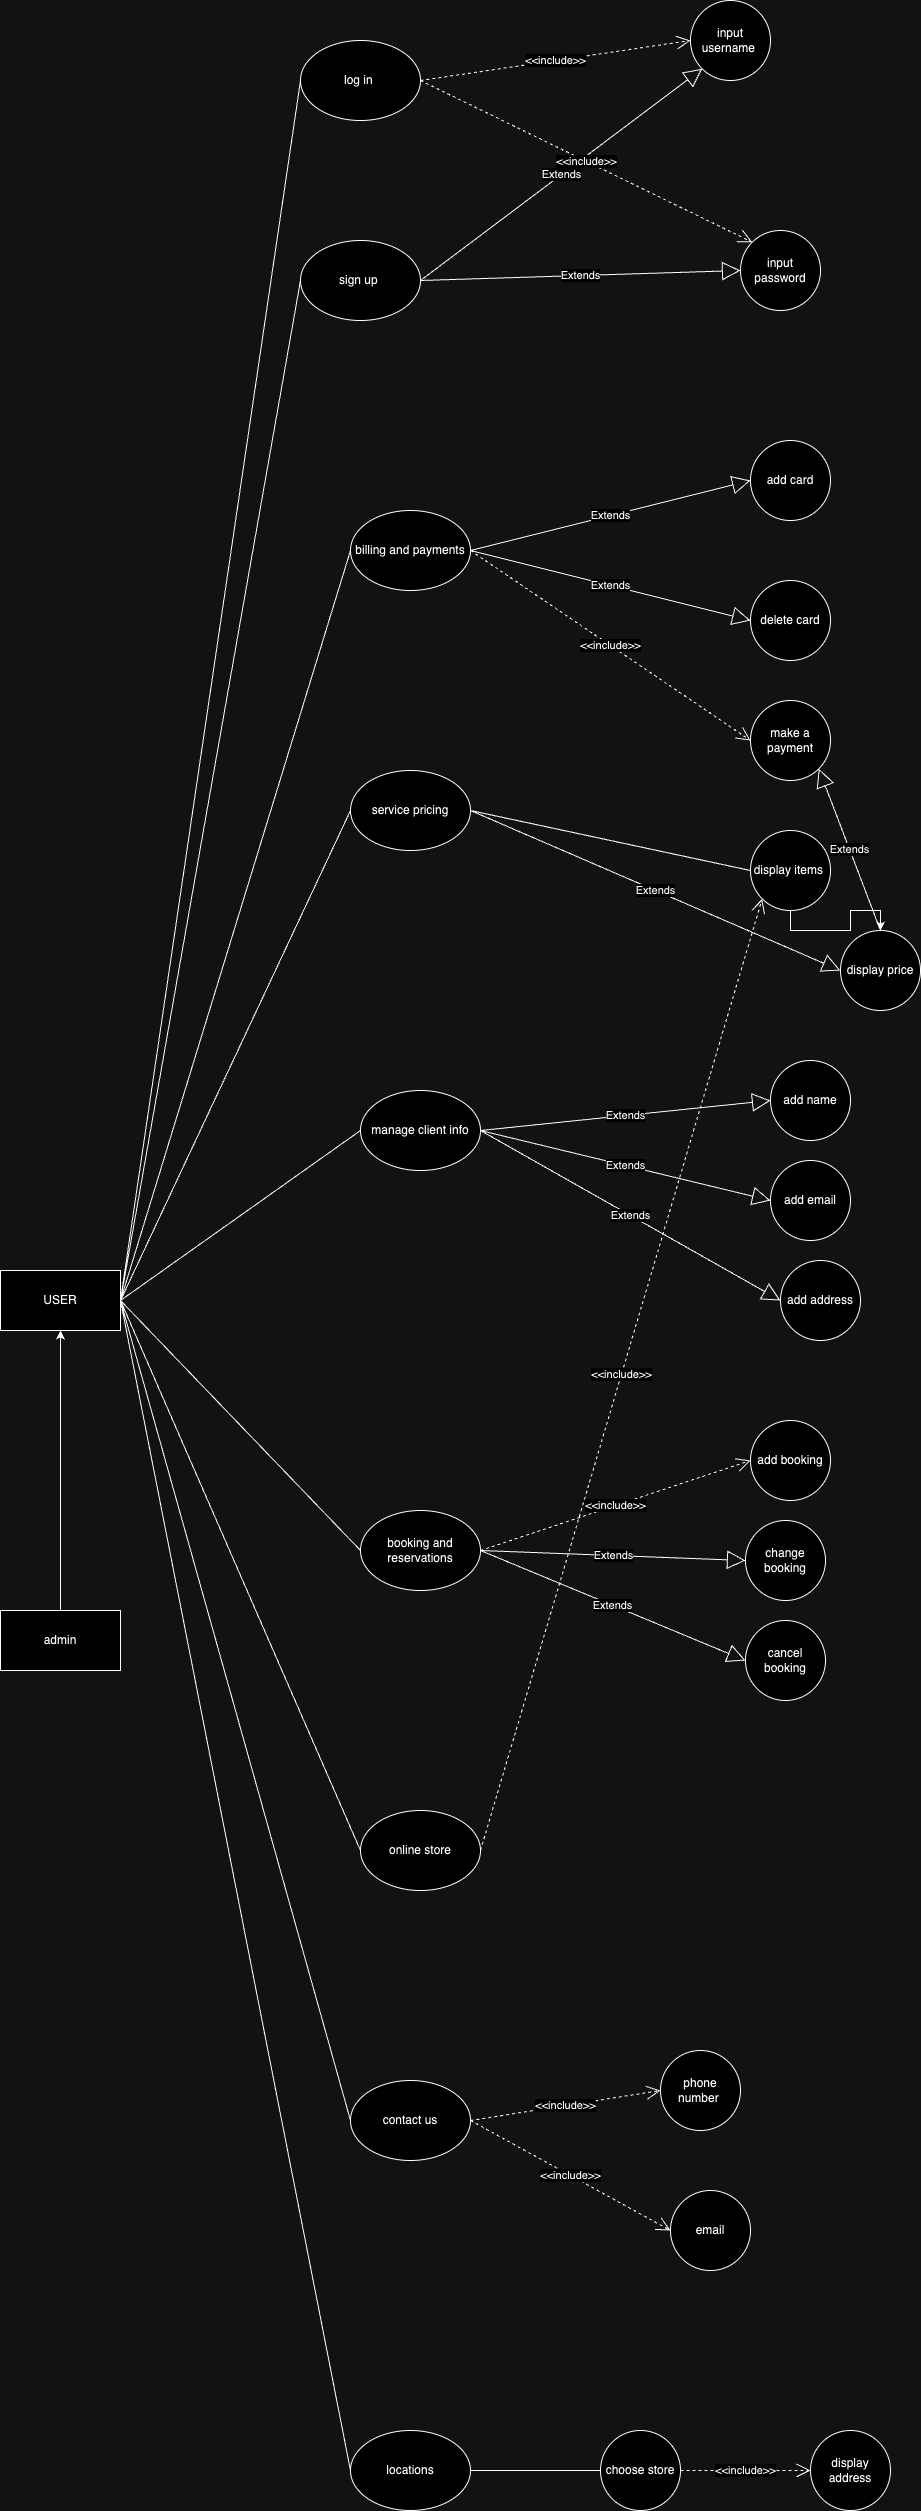 input
username
<<include>>
log in
<<include>>
Extends
sign up
Extends
input
password
add card
Extends
billing and payments
Extends
delete card
<<include>>
make a
payment
service pricing
Extends
display items
Extends
display price
add name
Extends
manage client info
Extends
add email
Extends
add address
USER
<<include>>
add booking
<<include>>
booking and
reservations
Extends
change
booking
Extends
admin
cancel
booking
online store
phone
number
<<include>>
contact us
<<include>>
email
locations
choose store
<<include>>
display
address